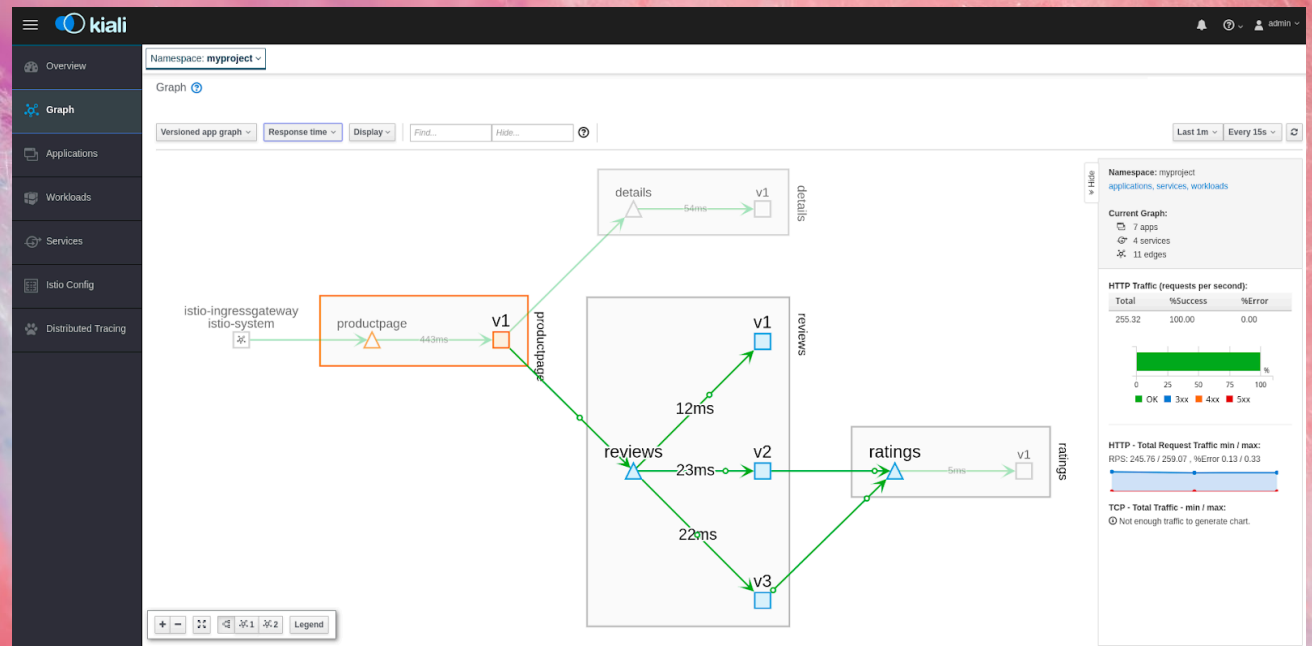 kiali
admin
Namespace: myproject
Overview
Graph
Applications
Workloads
Services
Istio Config
Distributed Tracing
Graph
Versioned app graph
Response time
Display
Find...
Hide...
Last 1m
Every 15s
details
v1
54ms
details
istio-ingressgateway
istio-system
productpage
v1
443ms
productpage
v1
reviews
12ms
reviews
v2
23ms
22ms
v3
ratings
v1
5ms
ratings
Hide
Namespace: myproject
applications, services, workloads
Current Graph:
7 apps
4 services
11 edges
HTTP Traffic (requests per second):
Total %Success %Error
255.32 100.00 0.00
%
0 25 50 75 100
OK 3xx 4xx 5xx
HTTP - Total Request Traffic min / max:
RPS: 245.76 / 259.07 , %Error 0.13 / 0.33
TCP - Total Traffic - min / max:
Not enough traffic to generate chart.
1
2
Legend